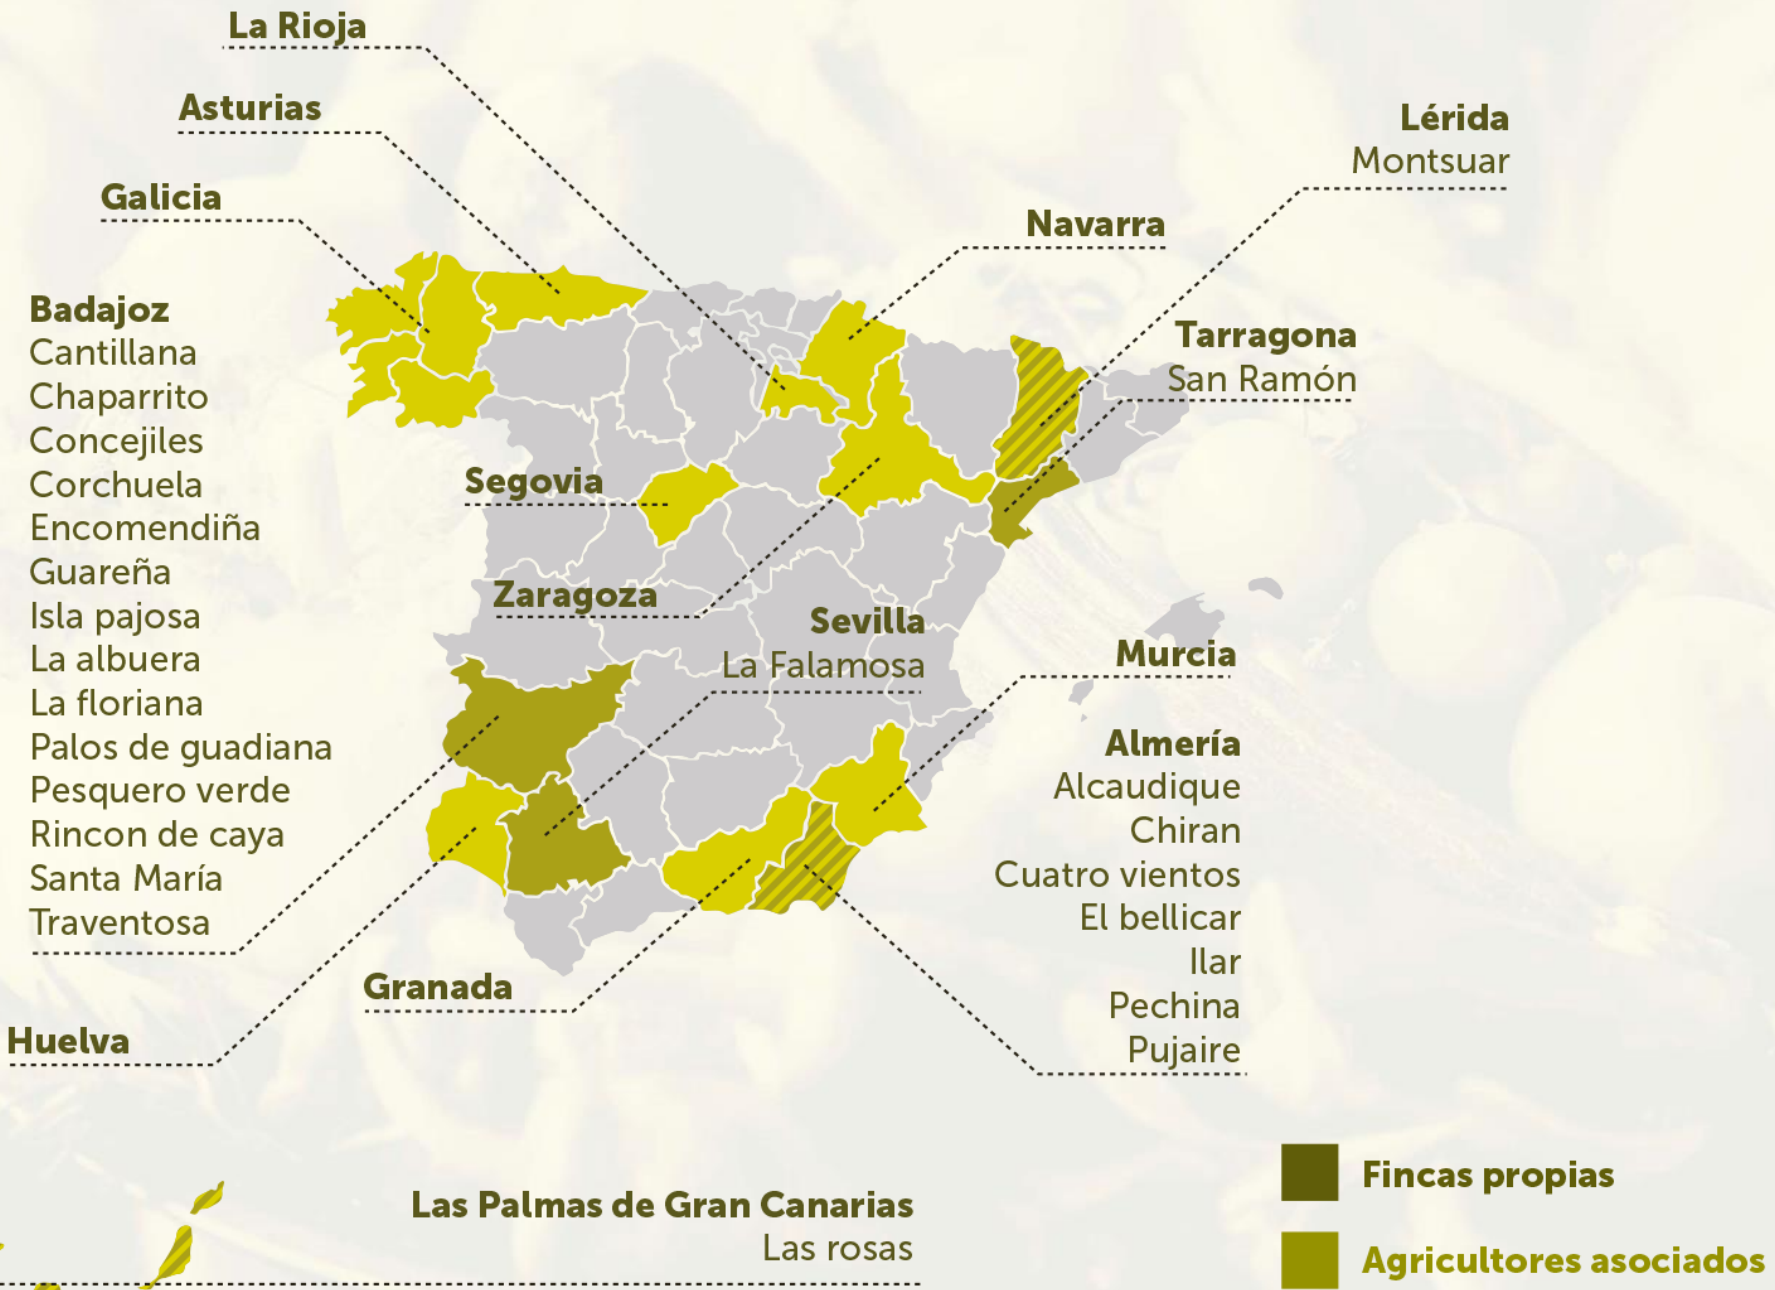 La Rioja
Asturias
Galicia
Lérida
Montsuar
Navarra
Tarragona
San Ramón
Badajoz
Cantillana
Chaparrito
Concejiles
Corchuela
Encomendiña
Guareña
Isla pajosa
La albuera
La floriana
Palos de guadiana
Pesquero verde
Rincon de caya
Santa María
Traventosa
Segovia
Zaragoza
Sevilla
La Falamosa
Murcia
Almería
Alcaudique
Chiran
Cuatro vientos
El bellicar
Ilar
Pechina
Pujaire
Granada
Huelva
Las Palmas de Gran Canarias
Las rosas
Fincas propias
Agricultores asociados